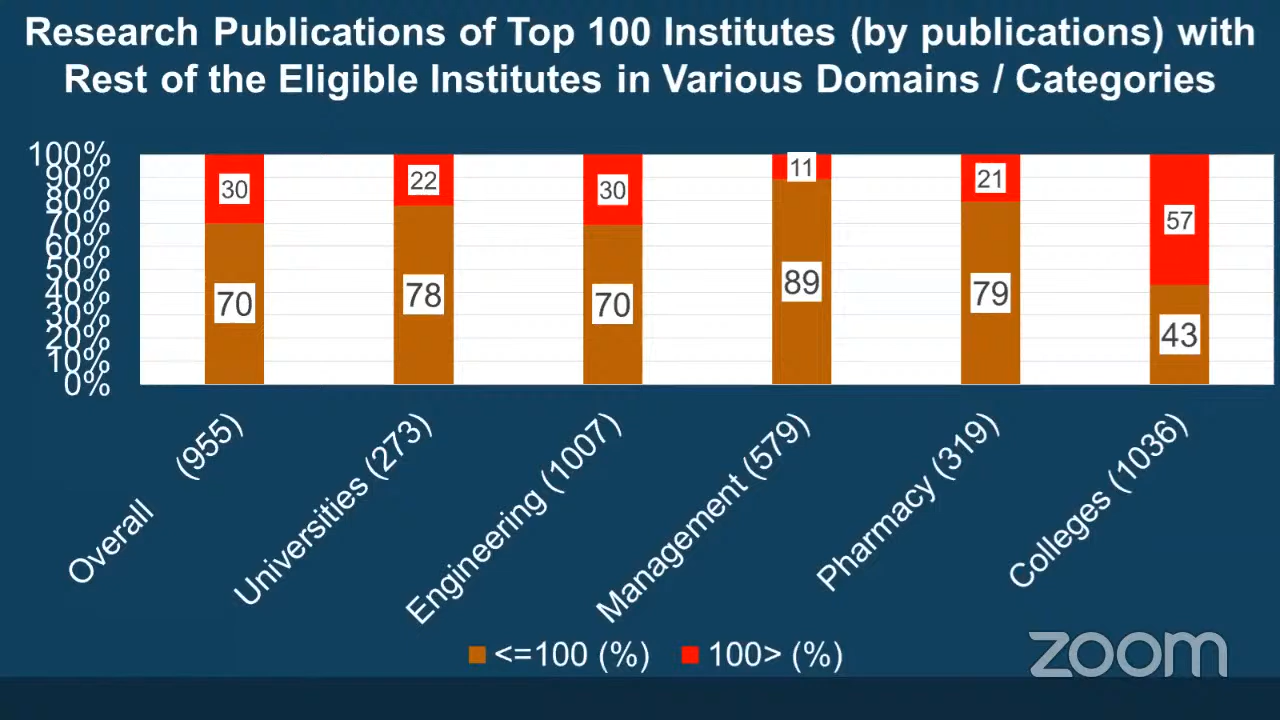 Research Publications of Top 100 Institutes (by publications) with
Rest of the Eligible Institutes in Various Domains / Categories
100%
90%
80%
70%
60%
50%
40%
30%
20%
10%
0%
30
22
30
11
21
57
70
78
70
89
79
43
Overall (955)
Universities (273)
Engineering (1007)
Management (579)
Pharmacy (319)
Colleges (1036)
<=100 (%) 100> (%)
zoom